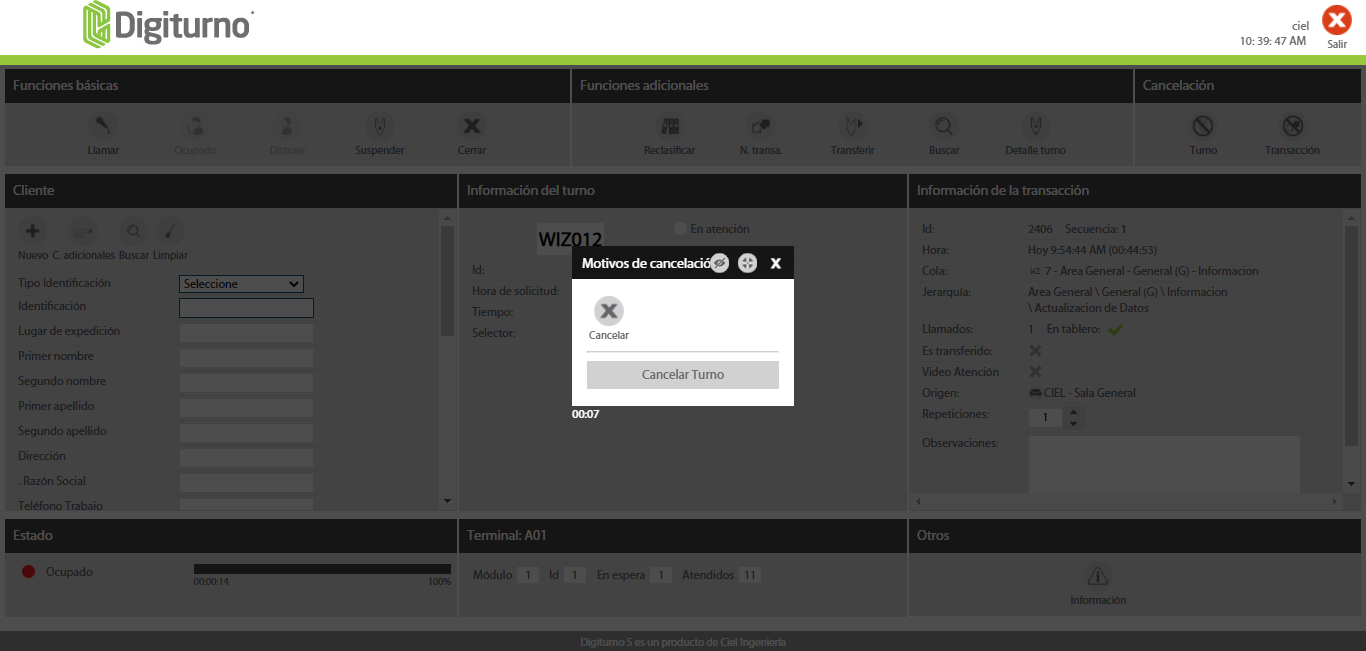 Digiturno
ciel
10: 39: 47 AM
Salir
Funciones básicas
Funciones adicionales
Cancelación
Llamar
Ocupado
Distraer
Suspender
Cerrar
Reclasificar
N. transa.
Transferir
Buscar
Detalle turno
Turno
Transacción
Cliente
Información del turno
Información de la transacción
Nuevo C. adicionales Buscar Limpiar
Tipo Identificación
Seleccione
Identificación
Lugar de expedición
Primer nombre
Segundo nombre
Primer apellido
Segundo apellido
Dirección
. Razón Social
Teléfono Trabajo
WIZ012
En atención
Id:
Hora de solicitud:
Tiempo:
Selector:
Motivos de cancelació
Cancelar
Cancelar Turno
00:07
Id: 2406 Secuencia: 1
Hora: Hoy 9:54:44 AM (00:44:53)
Cola: WZ 7 - Area General - General (G) - Informacion
Jerarquía: Area General \ General (G) \ Informacion
\ Actualizacion de Datos
Llamados: 1 En tablero:
Es transferido:
Video Atención
Origen: CIEL - Sala General
Repeticiones: 1
Observaciones:
Estado
Ocupado
00:00:14 100%
Terminal: A01
Módulo 1 Id 1 En espera 1 Atendidos 11
Otros
Información
Digiturno 5 es un producto de Ciel Ingeniería